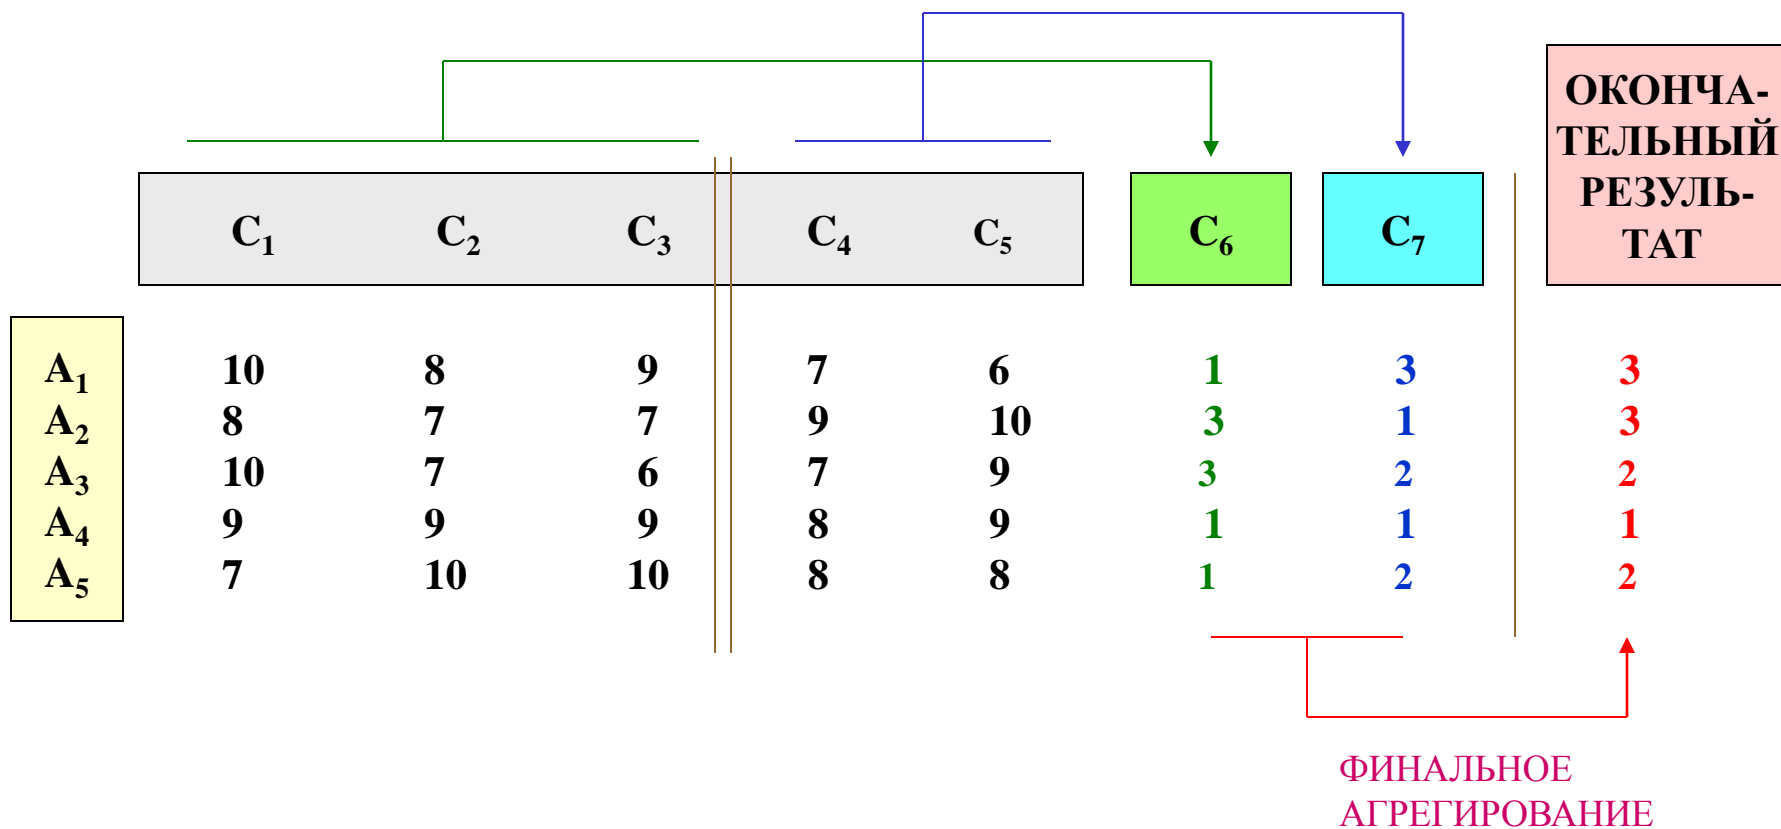 ОКОНЧА-
ТЕЛЬНЫЙ
РЕЗУЛЬ-
ТАТ
C1 C2 C3 C4 C5 C6 C7
A1 10 8 9 7 6 1 3 3
A2 8 7 7 9 10 3 1 3
A3 10 7 6 7 9 3 2 2
A4 9 9 9 8 9 1 1 1
A5 7 10 10 8 8 1 2 2
ФИНАЛЬНОЕ
АГРЕГИРОВАНИЕ